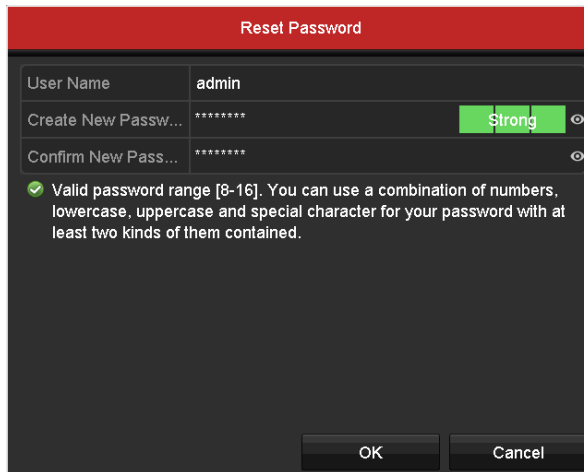 Reset Password
User Name admin
Create New Passw... ******** Strong
Confirm New Pass... ********
Valid password range [8-16]. You can use a combination of numbers,
lowercase, uppercase and special character for your password with at
least two kinds of them contained.
OK Cancel